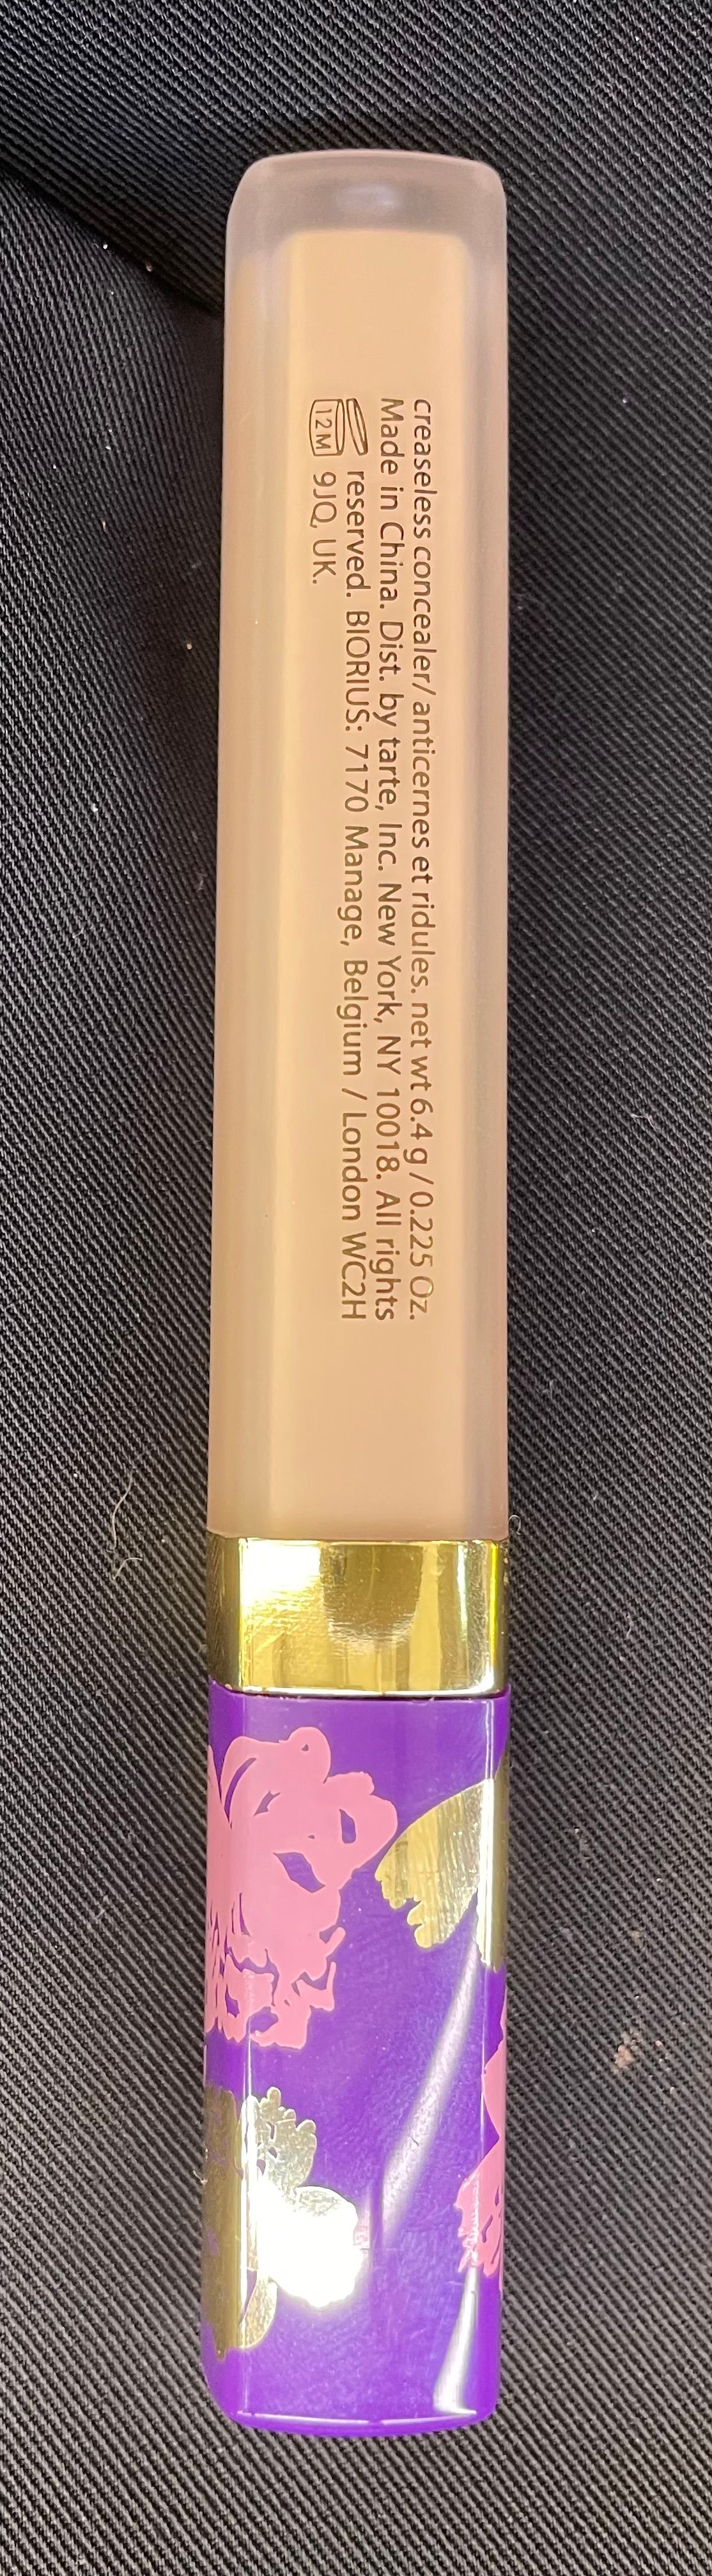 creaseless concealer/ anticernes et ridules. net wt 6.4 g / 0.225 Oz.
Made in China. Dist. by tarte, Inc. New York, NY 10018. All rights
reserved. BIORIUS: 7170 Manage, Belgium / London WC2H
12M 9JQ, UK.